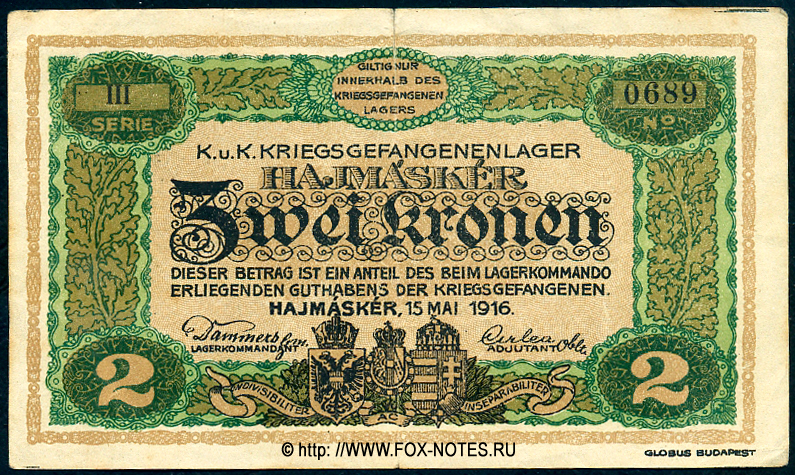 GILTIG NUR
INNERHALB DES
KRIEGSGEFANGENEN
LAGERS
III
SERIE
0689
No
K.u.K. KRIEGSGEFANGENENLAGER
HAJMÁSKÉR
Zwei Kronen
DIESER BETRAG IST EIN ANTEIL DES BEIM LAGERKOMMANDO
ERLIEGENDEN GUTHABENS DER KRIEGSGEFANGENEN.
HAJMÁSKÉR, 15 MAI 1916.
LAGERKOMMANDANT
ADJUTANT
2
2
INDIVISIBILITER
AC
INSEPARABILITER
© http: //WWW.FOX-NOTES.RU
GLOBUS BUDAPEST